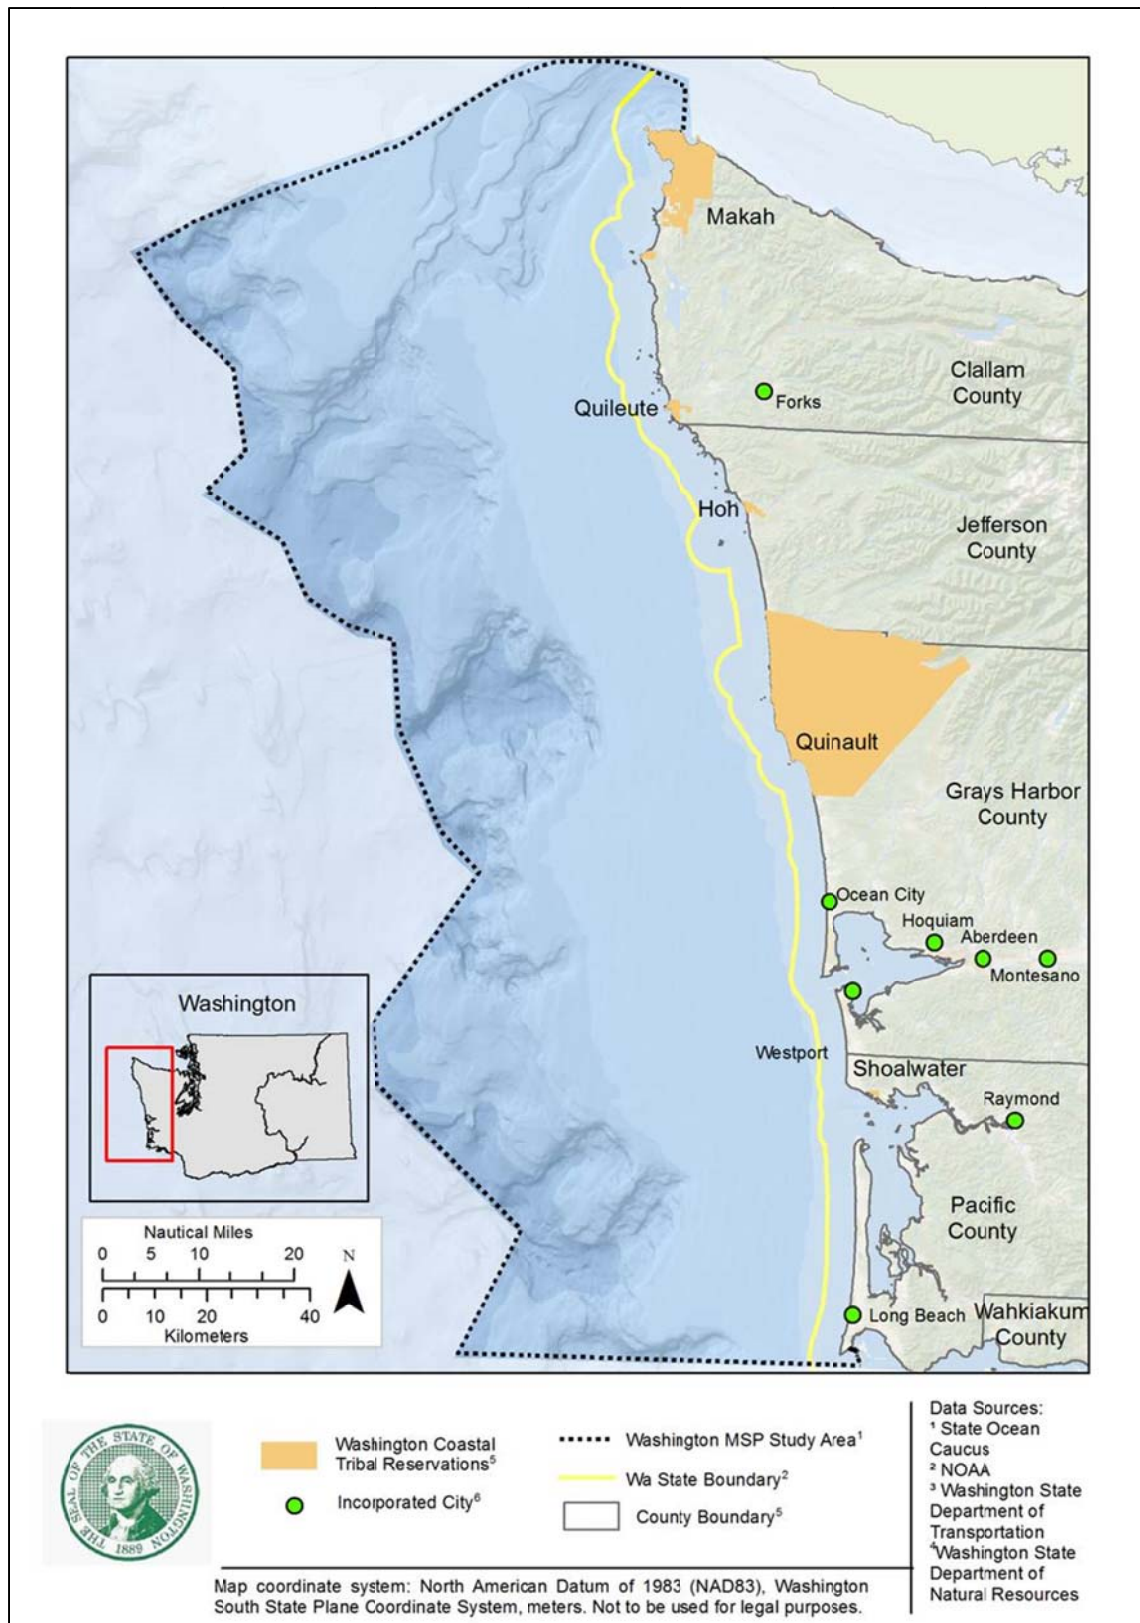 Makah
Clallam
County
Forks
Quileute
Hoh
Jefferson
County
Quinault
Grays Harbor
County
Ocean City
Hoquiam
Aberdeen
Montesano
Westport
Shoalwater
Raymond
Pacific
County
Long Beach
Wahkiakum
County
Washington
Nautical Miles
0 5 10 20
N
0 10 20 40
Kilometers
THE SEAL OF THE STATE OF WASHINGTON
1889
Washington Coastal
Tribal Reservations⁵
Incorporated City⁶
Washington MSP Study Area¹
Wa State Boundary²
County Boundary⁵
Data Sources:
¹ State Ocean
Caucus
² NOAA
³ Washington State
Department of
Transportation
⁴Washington State
Department of
Natural Resources
Map coordinate system: North American Datum of 1983 (NAD83), Washington
South State Plane Coordinate System, meters. Not to be used for legal purposes.